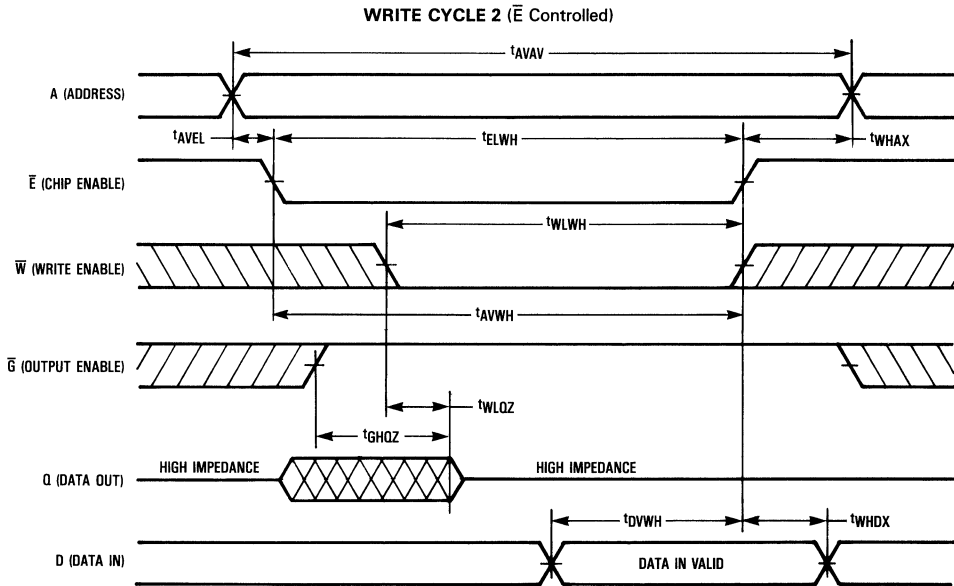 WRITE CYCLE 2 (E̅ Controlled)
tAVAV
A (ADDRESS)
tAVEL
tELWH
tWHAX
E̅ (CHIP ENABLE)
tWLWH
W̅ (WRITE ENABLE)
tAVWH
G̅ (OUTPUT ENABLE)
tWLQZ
tGHQZ
HIGH IMPEDANCE
HIGH IMPEDANCE
Q (DATA OUT)
tDVWH
tWHDX
D (DATA IN)
DATA IN VALID